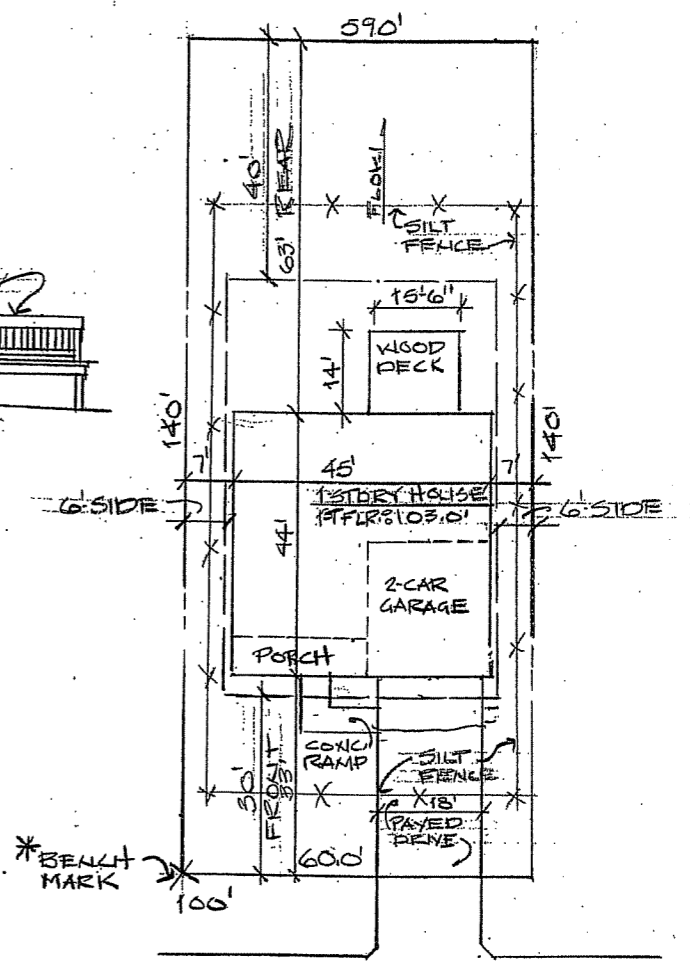 590'
40'
REAR
63'
FLOW
SILT
FENCE
15'-6"
WOOD
DECK
14'
140'
140'
7'
45'
7'
6' SIDE
1 STORY HOUSE
1ST FLR: 103.0'
6' SIDE
44'
2-CAR
GARAGE
PORCH
CONC
RAMP
30'
FRONT
33'
SILT
FENCE
18'
PAVED
DRIVE
60.0'
*BENCH
MARK
100'